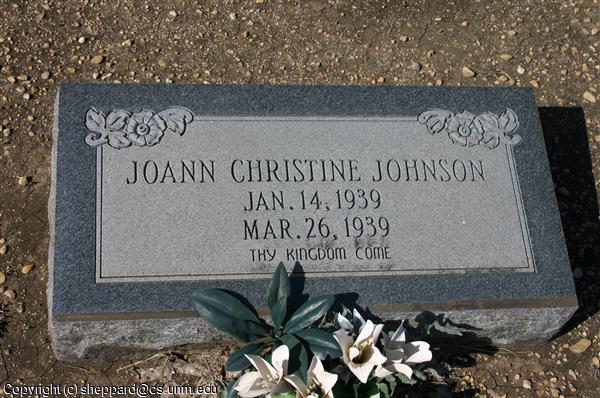 JOANN CHRISTINE JOHNSON
JAN. 14, 1939
MAR. 26, 1939
THY KINGDOM COME
Copyright (c) sheppard@cs.unm.edu